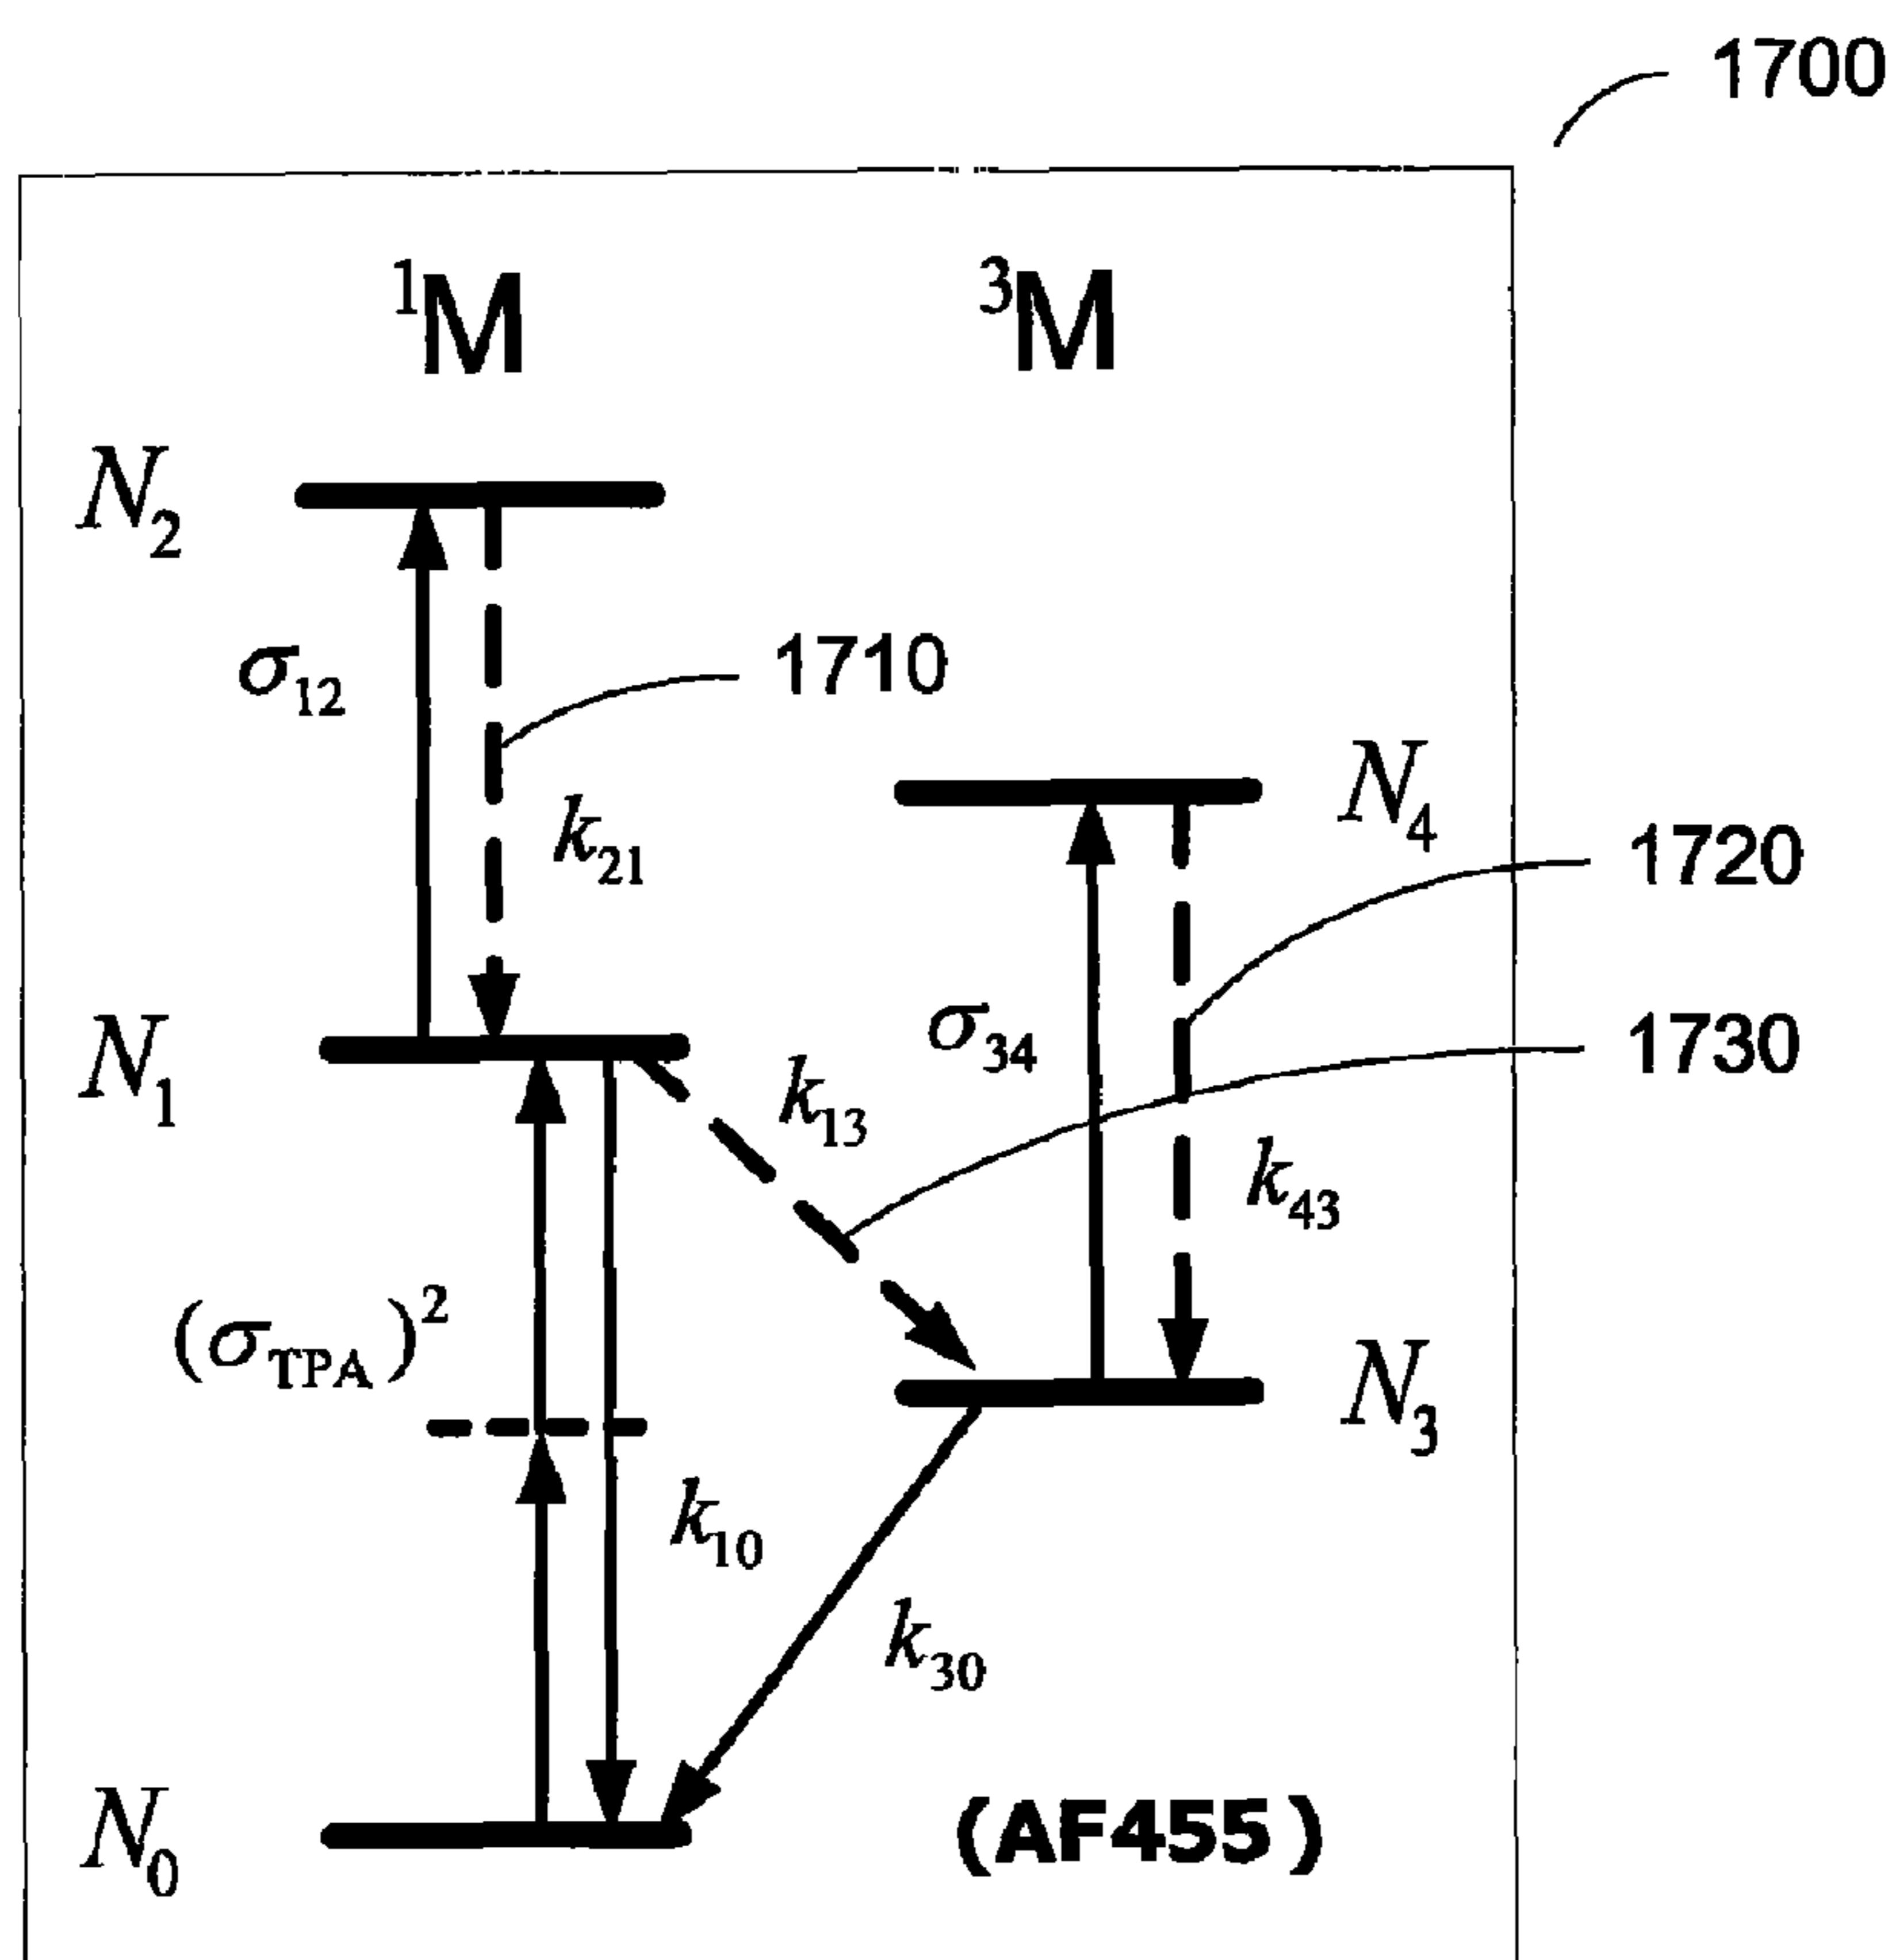 1700
¹M ³M
N₂
σ₁₂
1710
k₂₁
N₄
1720
N₁
k₁₃
σ₃₄
1730
k₄₃
(σ_TPA)²
N₃
k₁₀
k₃₀
N₀
(AF455)